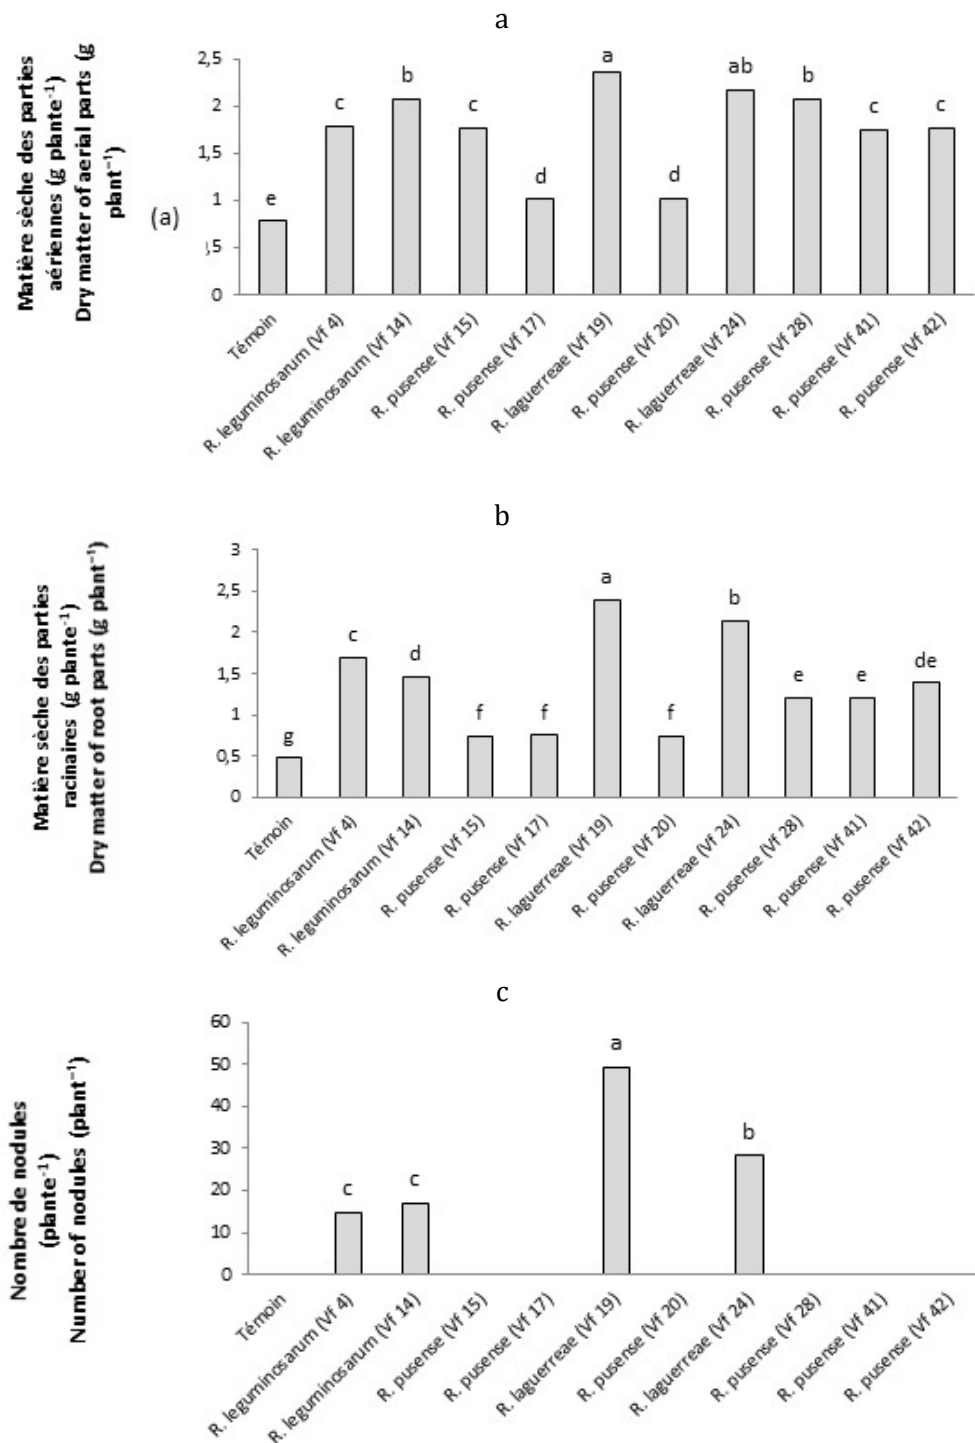 a
Matière sèche des parties
aériennes (g plante⁻¹)
Dry matter of aerial parts (g
plant⁻¹)
(a)
2,5
2
1,5
1
,5
0
e
c
b
c
d
a
d
ab
b
c
c
Témoin
R. leguminosarum (Vf 4)
R. leguminosarum (Vf 14)
R. pusense (Vf 15)
R. pusense (Vf 17)
R. laguerreae (Vf 19)
R. pusense (Vf 20)
R. laguerreae (Vf 24)
R. pusense (Vf 28)
R. pusense (Vf 41)
R. pusense (Vf 42)
b
Matière sèche des parties
racinaires (g plante⁻¹)
Dry matter of root parts (g plant⁻¹)
3
2,5
2
1,5
1
0,5
0
g
c
d
f
f
a
f
b
e
e
de
Témoin
R. leguminosarum (Vf 4)
R. leguminosarum (Vf 14)
R. pusense (Vf 15)
R. pusense (Vf 17)
R. laguerreae (Vf 19)
R. pusense (Vf 20)
R. laguerreae (Vf 24)
R. pusense (Vf 28)
R. pusense (Vf 41)
R. pusense (Vf 42)
c
Nombre de nodules
(plante⁻¹)
Number of nodules (plant⁻¹)
60
50
40
30
20
10
0
c
c
a
b
Témoin
R. leguminosarum (Vf 4)
R. leguminosarum (Vf 14)
R. pusense (Vf 15)
R. pusense (Vf 17)
R. laguerreae (Vf 19)
R. pusense (Vf 20)
R. laguerreae (Vf 24)
R. pusense (Vf 28)
R. pusense (Vf 41)
R. pusense (Vf 42)